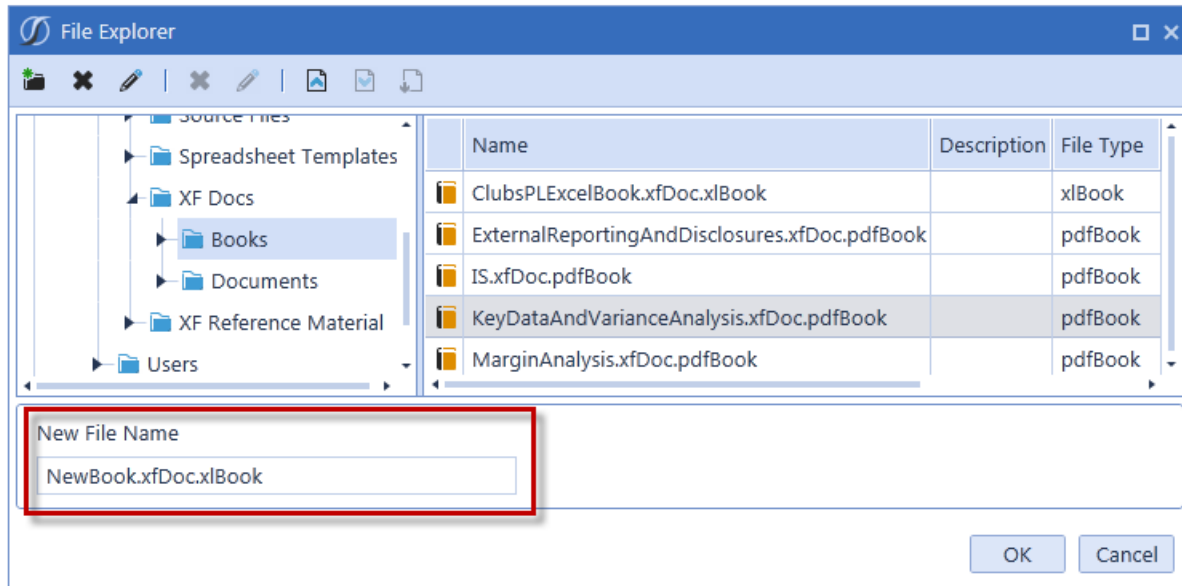 File Explorer
Source Files
Spreadsheet Templates
XF Docs
Books
Documents
XF Reference Material
Users
Name Description File Type
ClubsPLExcelBook.xfDoc.xlBook xlBook
ExternalReportingAndDisclosures.xfDoc.pdfBook pdfBook
IS.xfDoc.pdfBook pdfBook
KeyDataAndVarianceAnalysis.xfDoc.pdfBook pdfBook
MarginAnalysis.xfDoc.pdfBook pdfBook
New File Name
NewBook.xfDoc.xlBook
OK Cancel